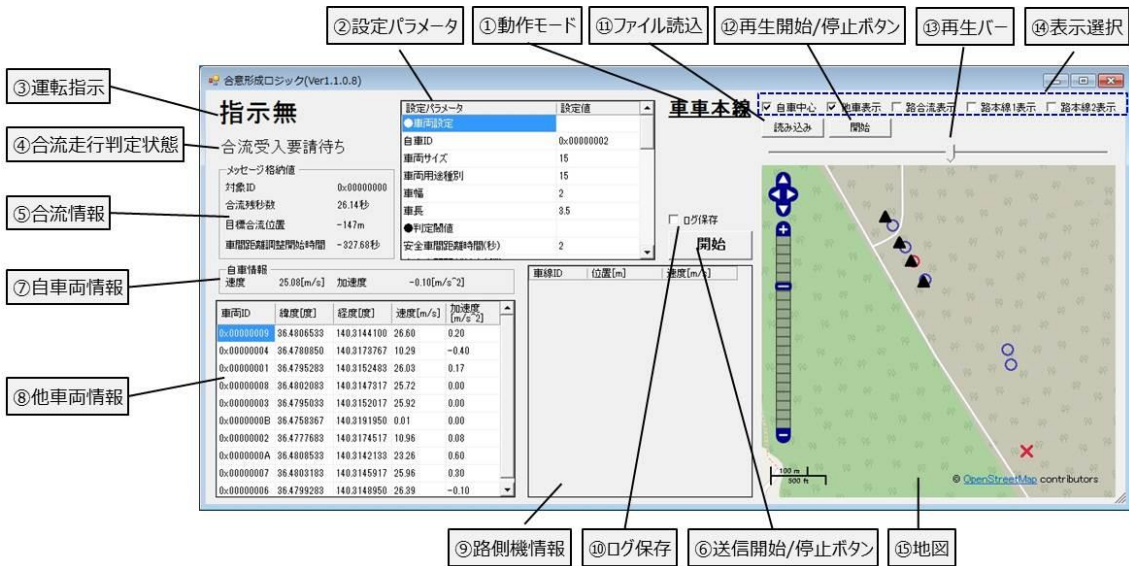 ②設定パラメータ
①動作モード
⑪ファイル読込
⑫再生開始/停止ボタン
⑬再生バー
⑭表示選択
③運転指示
④合流走行判定状態
⑤合流情報
⑦自車両情報
⑧他車両情報
合意形成ロジック(Ver1.1.0.8)
指示無
合流受入要請待ち
メッセージ格納値
対象ID 0x00000000
合流残秒数 26.14秒
目標合流位置 -147m
車間距離調整開始時間 -327.68秒
設定パラメータ 設定値
●車両設定
自車ID 0x00000002
車両サイズ 15
車両用途種別 15
車幅 2
車長 3.5
●判定閾値
安全車間距離時間(秒) 2
車車本線
自車中心 他車表示 路合流表示 路本線1表示 路本線2表示
読み込み 開始
ログ保存
開始
自車情報
速度 25.08[m/s] 加速度 -0.10[m/s^2]
車両ID 緯度[度] 経度[度] 速度[m/s] 加速度[m/s^2]
0x00000009 36.4806533 140.3144100 26.60 0.20
0x00000004 36.4780850 140.3173767 10.29 -0.40
0x00000001 36.4795283 140.3152483 26.03 0.17
0x00000008 36.4802083 140.3147317 25.72 0.00
0x00000003 36.4795033 140.3152017 25.92 0.00
0x0000000B 36.4758367 140.3191950 0.01 0.00
0x00000002 36.4777683 140.3174517 10.96 0.08
0x0000000A 36.4808533 140.3142133 23.26 0.60
0x00000007 36.4803183 140.3145917 25.96 0.30
0x00000006 36.4799283 140.3148950 26.39 -0.10
車線ID 位置[m] 速度[m/s]
100 m
500 ft
© OpenStreetMap contributors
⑨路側機情報
⑩ログ保存
⑥送信開始/停止ボタン
⑮地図